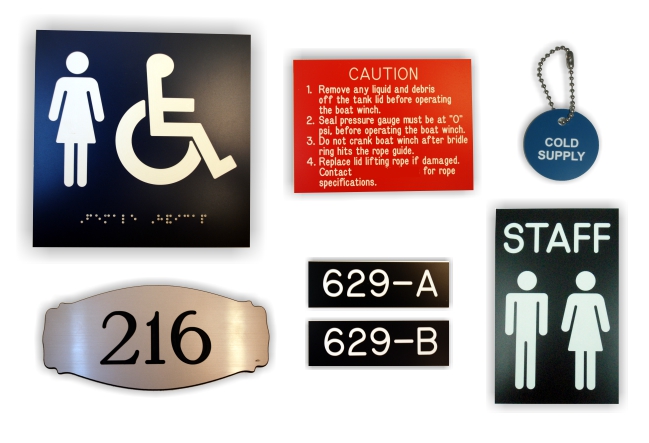 CAUTION
1. Remove any liquid and debris
off the tank lid before operating
the boat winch.
2. Seal pressure gauge must be at "0"
psi, before operating the boat winch.
3. Do not crank boat winch after bride
ring hits the rope guide.
4. Replace lid lifting rope if damaged.
Contact for rope
specifications.
COLD
SUPPLY
STAFF
216
629-A
629-B